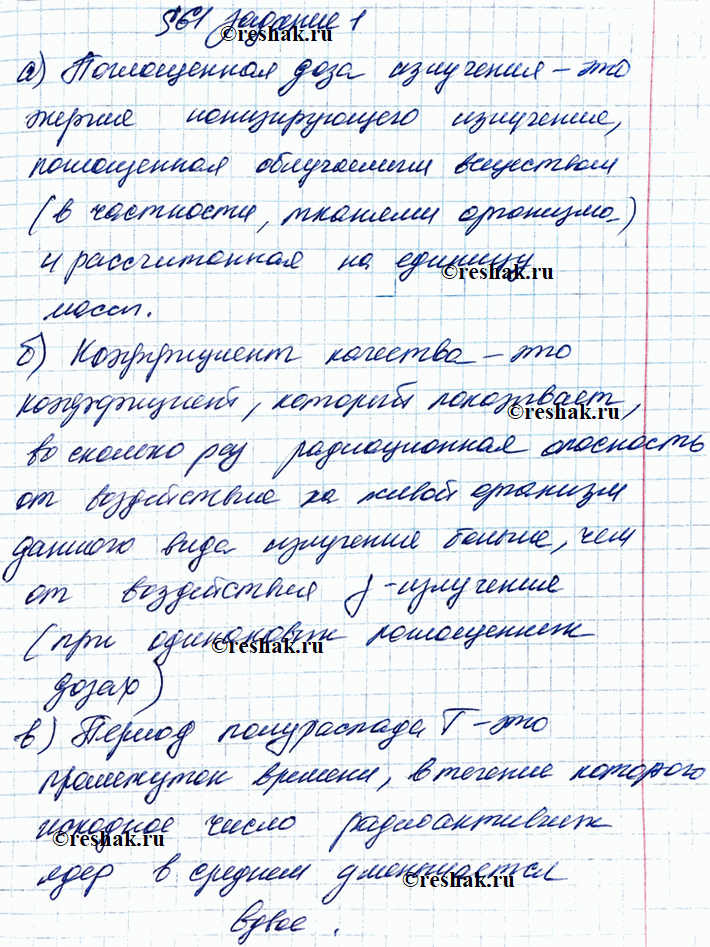 §61 Задание 1
©reshak.ru
а) Поглощенная доза излучения – это
энергия ионизирующего излучения,
поглощенная облучаемым веществом
(в частности, тканями организма)
и рассчитанная на единицу
©reshak.ru
массы.
б) Коэффициент качества – это
коэффициент, который показывает,
©reshak.ru
во сколько раз радиационная опасность
от воздействия на живой организм
данного вида излучения больше, чем
от воздействия γ-излучения
(при одинаковых поглощенных
©reshak.ru
дозах)
в) Период полураспада T – это
промежуток времени, в течение которого
исходное число радиоактивных
©reshak.ru
ядер в среднем уменьшается
©reshak.ru
вдвое.